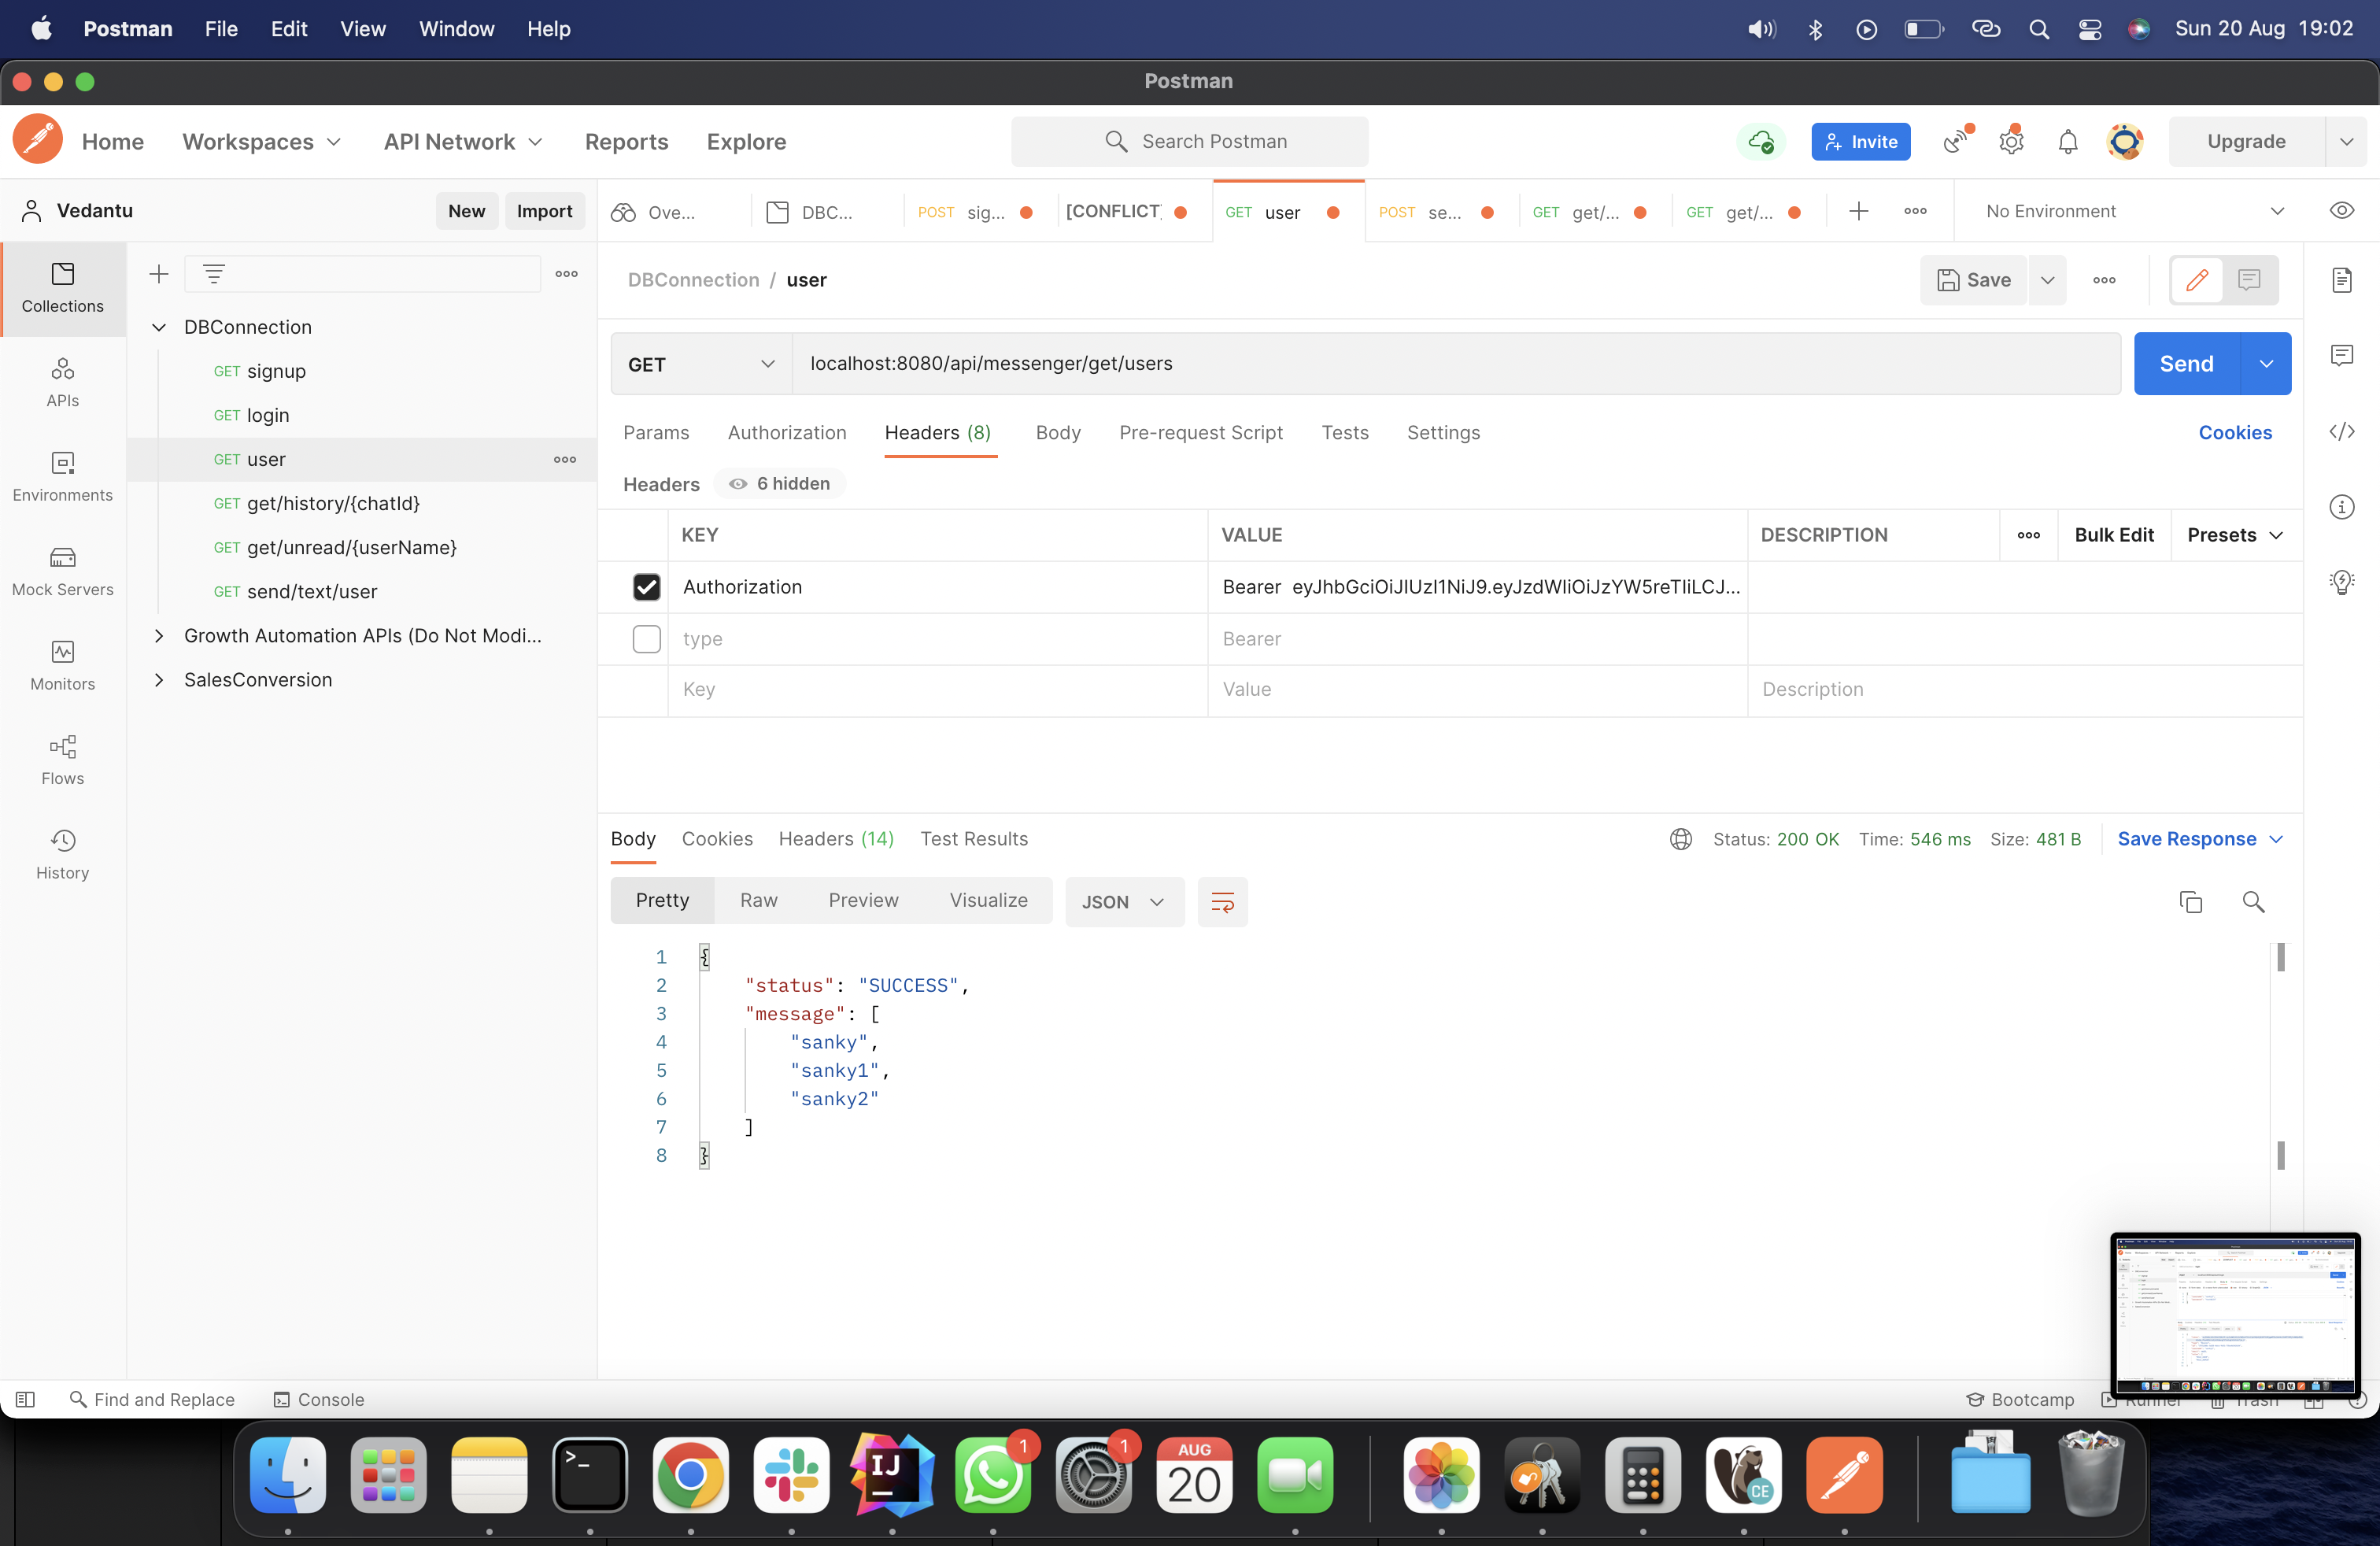 Postman File Edit View Window Help Sun 20 Aug 19:02
Postman
Home Workspaces API Network Reports Explore Search Postman Invite Upgrade
Vedantu New Import Ove... DBC... POST sig... [CONFLICT] GET user POST se... GET get/... GET get/... No Environment
Collections
APIs
Environments
Mock Servers
Monitors
Flows
History
DBConnection
GET signup
GET login
GET user
GET get/history/{chatId}
GET get/unread/{userName}
GET send/text/user
Growth Automation APIs (Do Not Modi...
SalesConversion
DBConnection / user Save
GET localhost:8080/api/messenger/get/users Send
Params Authorization Headers (8) Body Pre-request Script Tests Settings Cookies
Headers 6 hidden
KEY VALUE DESCRIPTION Bulk Edit Presets
Authorization Bearer eyJhbGciOiJIUzI1NiJ9.eyJzdWIiOiJzYW5reTIiLCJ...
type Bearer
Key Value Description
Body Cookies Headers (14) Test Results Status: 200 OK Time: 546 ms Size: 481 B Save Response
Pretty Raw Preview Visualize JSON
1 {
2 "status": "SUCCESS",
3 "message": [
4 "sanky",
5 "sanky1",
6 "sanky2"
7 ]
8 }
Find and Replace Console Bootcamp Runner Trash
IJ 1 1 AUG 20 CE